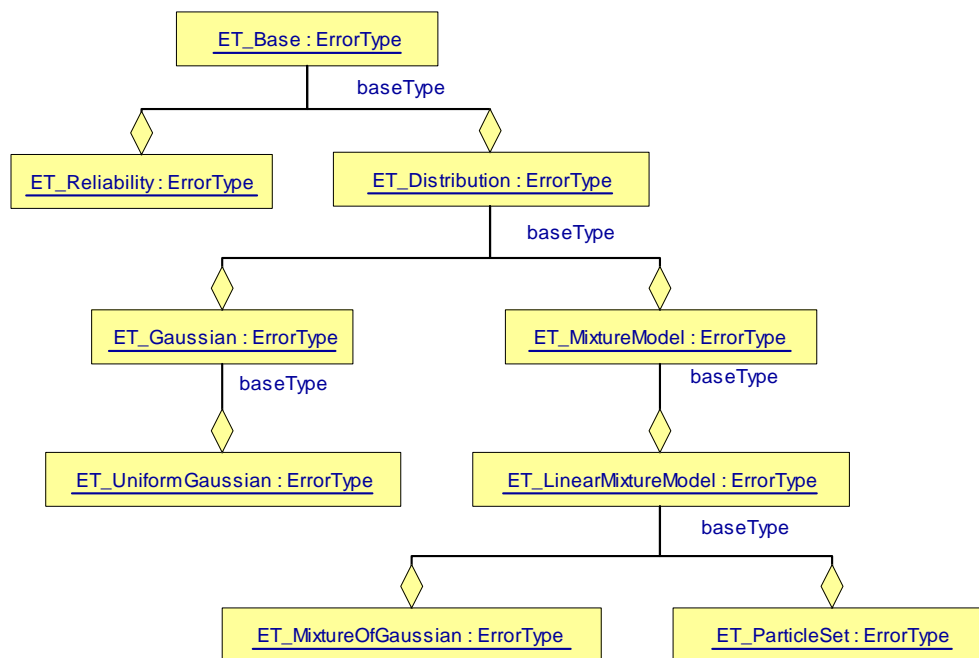 ET_Base : ErrorType
baseType
ET_Reliability : ErrorType
ET_Distribution : ErrorType
baseType
ET_Gaussian : ErrorType
ET_MixtureModel : ErrorType
baseType
baseType
ET_UniformGaussian : ErrorType
ET_LinearMixtureModel : ErrorType
baseType
ET_MixtureOfGaussian : ErrorType
ET_ParticleSet : ErrorType